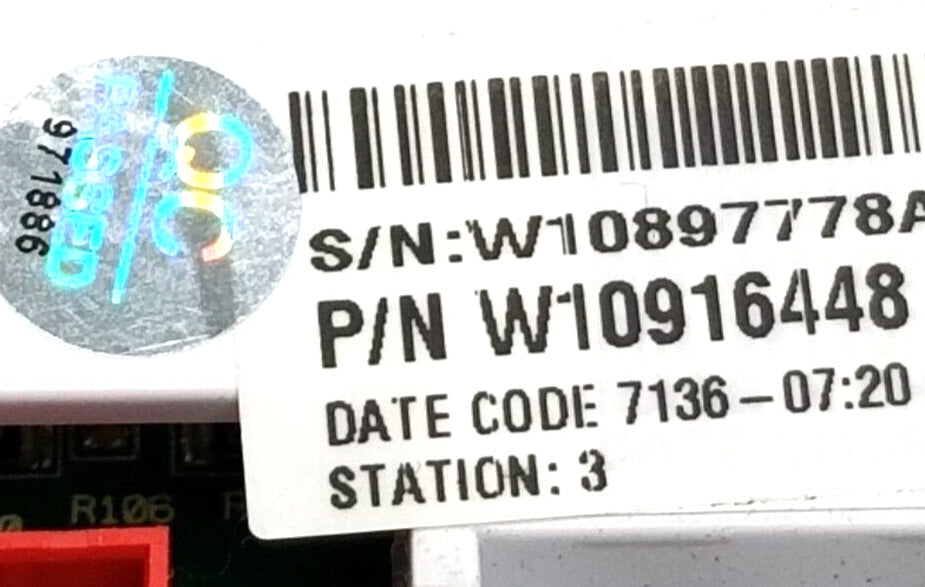 QC
PASSED
971886
S/N:W10897778A
P/N W10916448
DATE CODE 7136-07:20
STATION: 3
R106